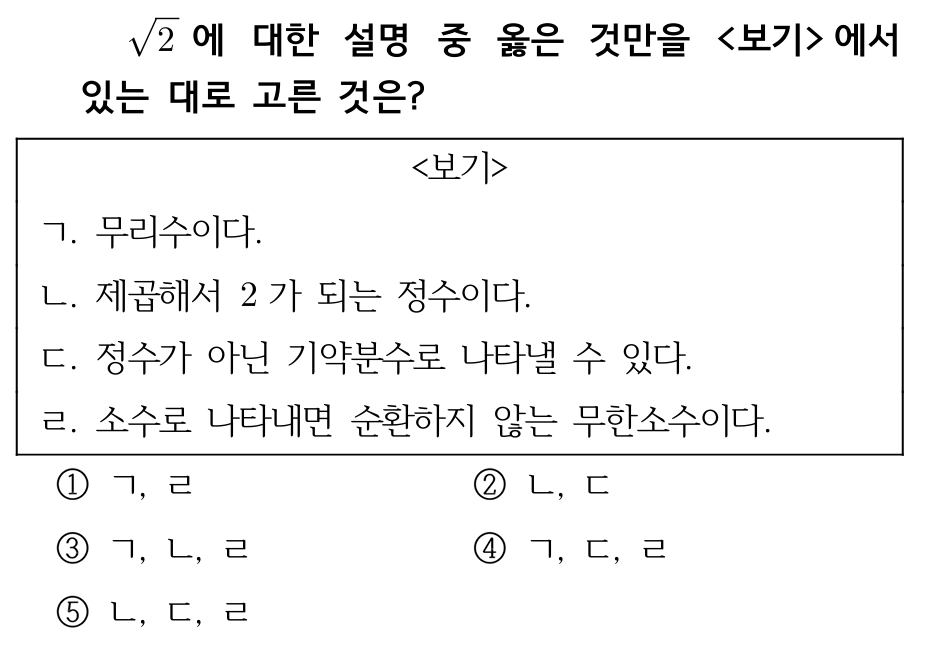 √2 에 대한 설명 중 옳은 것만을 <보기>에서
있는 대로 고른 것은?
<보기>
ㄱ. 무리수이다.
ㄴ. 제곱해서 2가 되는 정수이다.
ㄷ. 정수가 아닌 기약분수로 나타낼 수 있다.
ㄹ. 소수로 나타내면 순환하지 않는 무한소수이다.
① ㄱ, ㄹ ② ㄴ, ㄷ
③ ㄱ, ㄴ, ㄹ ④ ㄱ, ㄷ, ㄹ
⑤ ㄴ, ㄷ, ㄹ